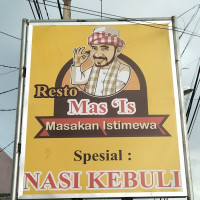 Resto
Mas 'Is
Masakan Istimewa
Spesial :
NASI KEBULI